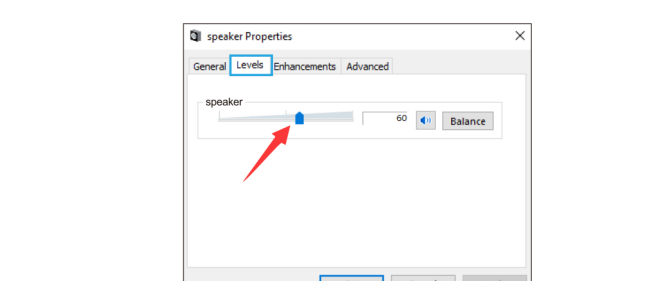 speaker Properties
General Levels Enhancements Advanced
speaker
60 Balance